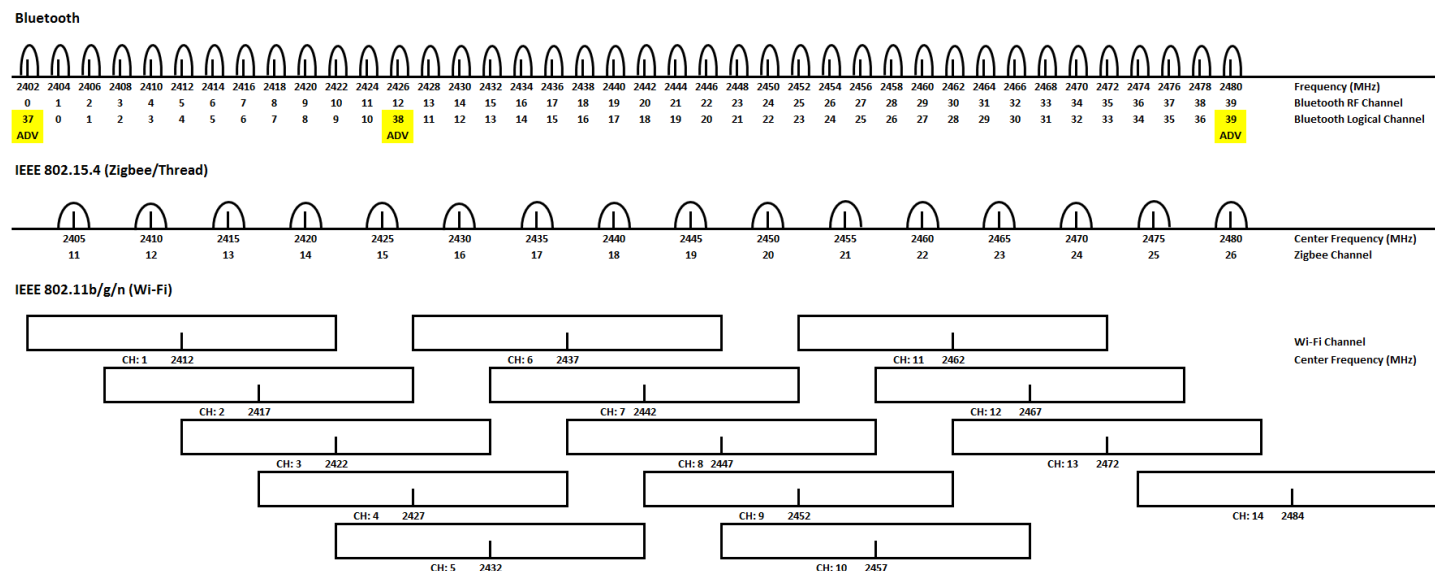 Bluetooth
2402 2404 2406 2408 2410 2412 2414 2416 2418 2420 2422 2424 2426 2428 2430 2432 2434 2436 2438 2440 2442 2444 2446 2448 2450 2452 2454 2456 2458 2460 2462 2464 2466 2468 2470 2472 2474 2476 2478 2480 Frequency (MHz)
0 1 2 3 4 5 6 7 8 9 10 11 12 13 14 15 16 17 18 19 20 21 22 23 24 25 26 27 28 29 30 31 32 33 34 35 36 37 38 39 Bluetooth RF Channel
37 0 1 2 3 4 5 6 7 8 9 10 38 11 12 13 14 15 16 17 18 19 20 21 22 23 24 25 26 27 28 29 30 31 32 33 34 35 36 39 Bluetooth Logical Channel
ADV ADV ADV
IEEE 802.15.4 (Zigbee/Thread)
2405 2410 2415 2420 2425 2430 2435 2440 2445 2450 2455 2460 2465 2470 2475 2480 Center Frequency (MHz)
11 12 13 14 15 16 17 18 19 20 21 22 23 24 25 26 Zigbee Channel
IEEE 802.11b/g/n (Wi-Fi)
Wi-Fi Channel
CH: 1 2412 CH: 6 2437 CH: 11 2462 Center Frequency (MHz)
CH: 2 2417 CH: 7 2442 CH: 12 2467
CH: 3 2422 CH: 8 2447 CH: 13 2472
CH: 4 2427 CH: 9 2452 CH: 14 2484
CH: 5 2432 CH: 10 2457